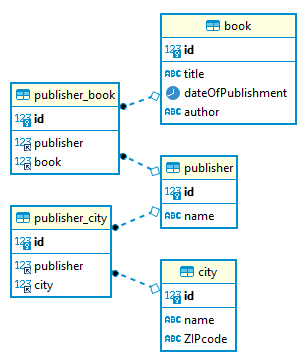 book
123 id
ABC title
dateOfPublishment
ABC author
publisher_book
123 id
123 publisher
123 book
publisher
123 id
ABC name
publisher_city
123 id
123 publisher
123 city
city
123 id
ABC name
ABC ZIPcode